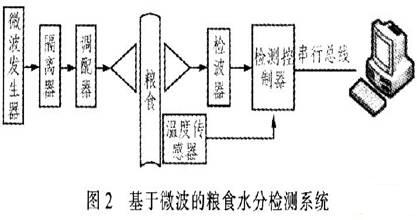 微波发生器
隔离器
调配器
粮食
检波器
检测控
制器
串行总线
温度传
感器
图2 基于微波的粮食水分检测系统